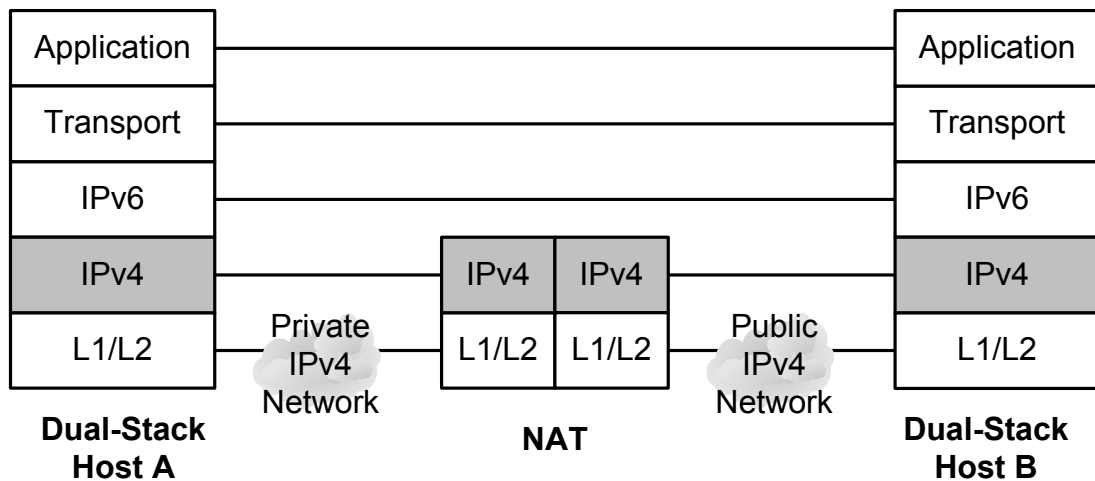 Application
Application
Transport
Transport
IPv6
IPv6
IPv4
IPv4
IPv4
IPv4
L1/L2
Private
IPv4
Network
L1/L2
L1/L2
Public
IPv4
Network
L1/L2
Dual-Stack
Host A
NAT
Dual-Stack
Host B